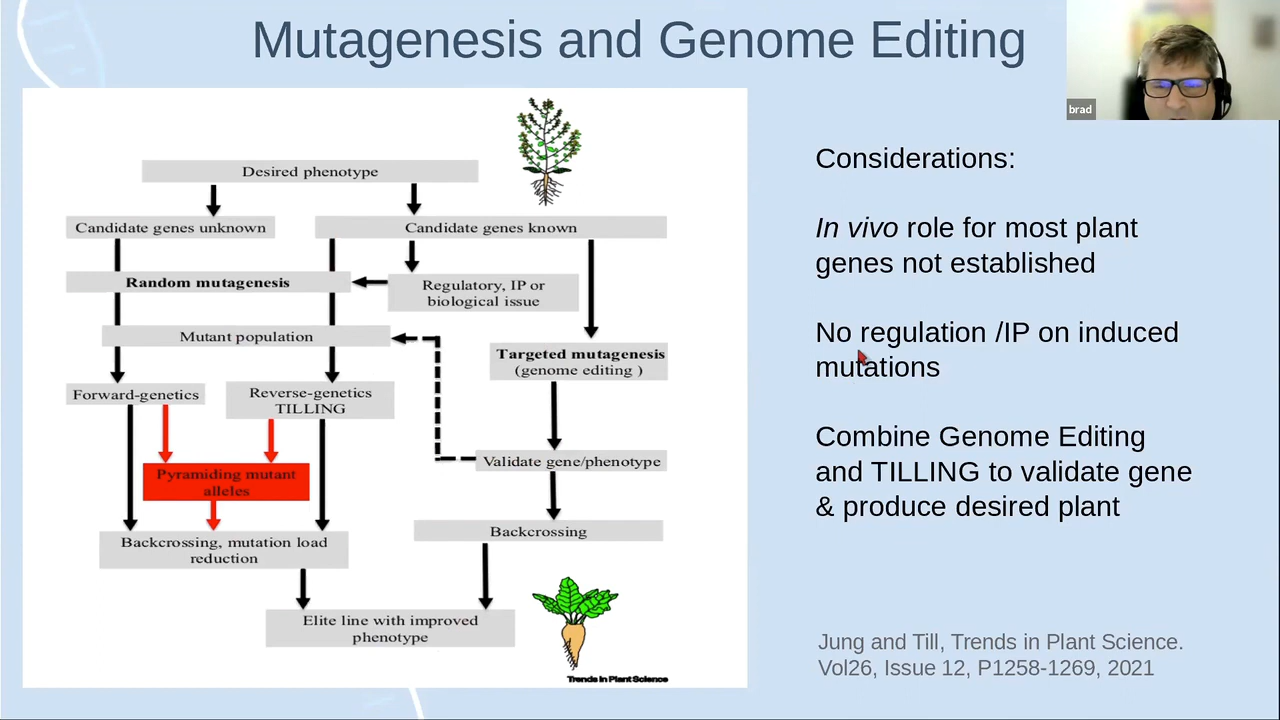 Mutagenesis and Genome Editing
brad
Desired phenotype
Candidate genes unknown
Candidate genes known
Random mutagenesis
Regulatory, IP or
biological issue
Mutant population
Targeted mutagenesis
(genome editing )
Forward-genetics
Reverse-genetics
TILLING
Pyramiding mutant
alleles
Validate gene/phenotype
Backcrossing, mutation load
reduction
Backcrossing
Elite line with improved
phenotype
Trends in Plant Science
Considerations:
In vivo role for most plant
genes not established
No regulation /IP on induced
mutations
Combine Genome Editing
and TILLING to validate gene
& produce desired plant
Jung and Till, Trends in Plant Science.
Vol26, Issue 12, P1258-1269, 2021